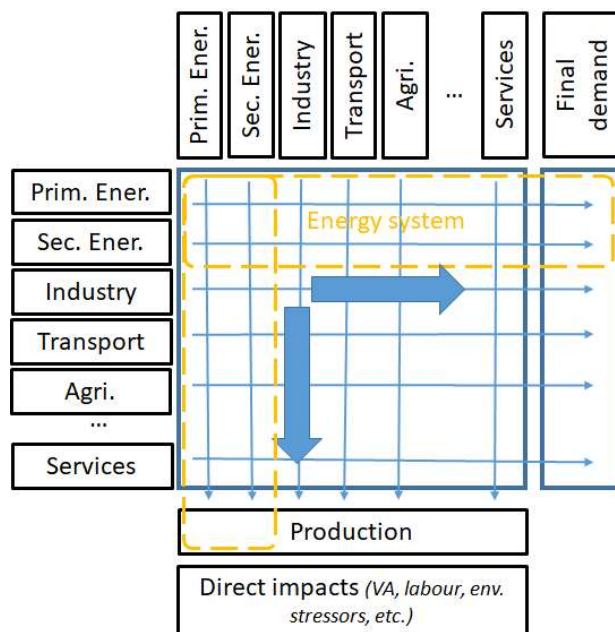 Prim. Ener.
Sec. Ener.
Industry
Transport
Agri.
...
Services
Final
demand
Prim. Ener.
Sec. Ener.
Industry
Transport
Agri.
...
Services
Energy system
Production
Direct impacts (VA, labour, env.
stressors, etc.)